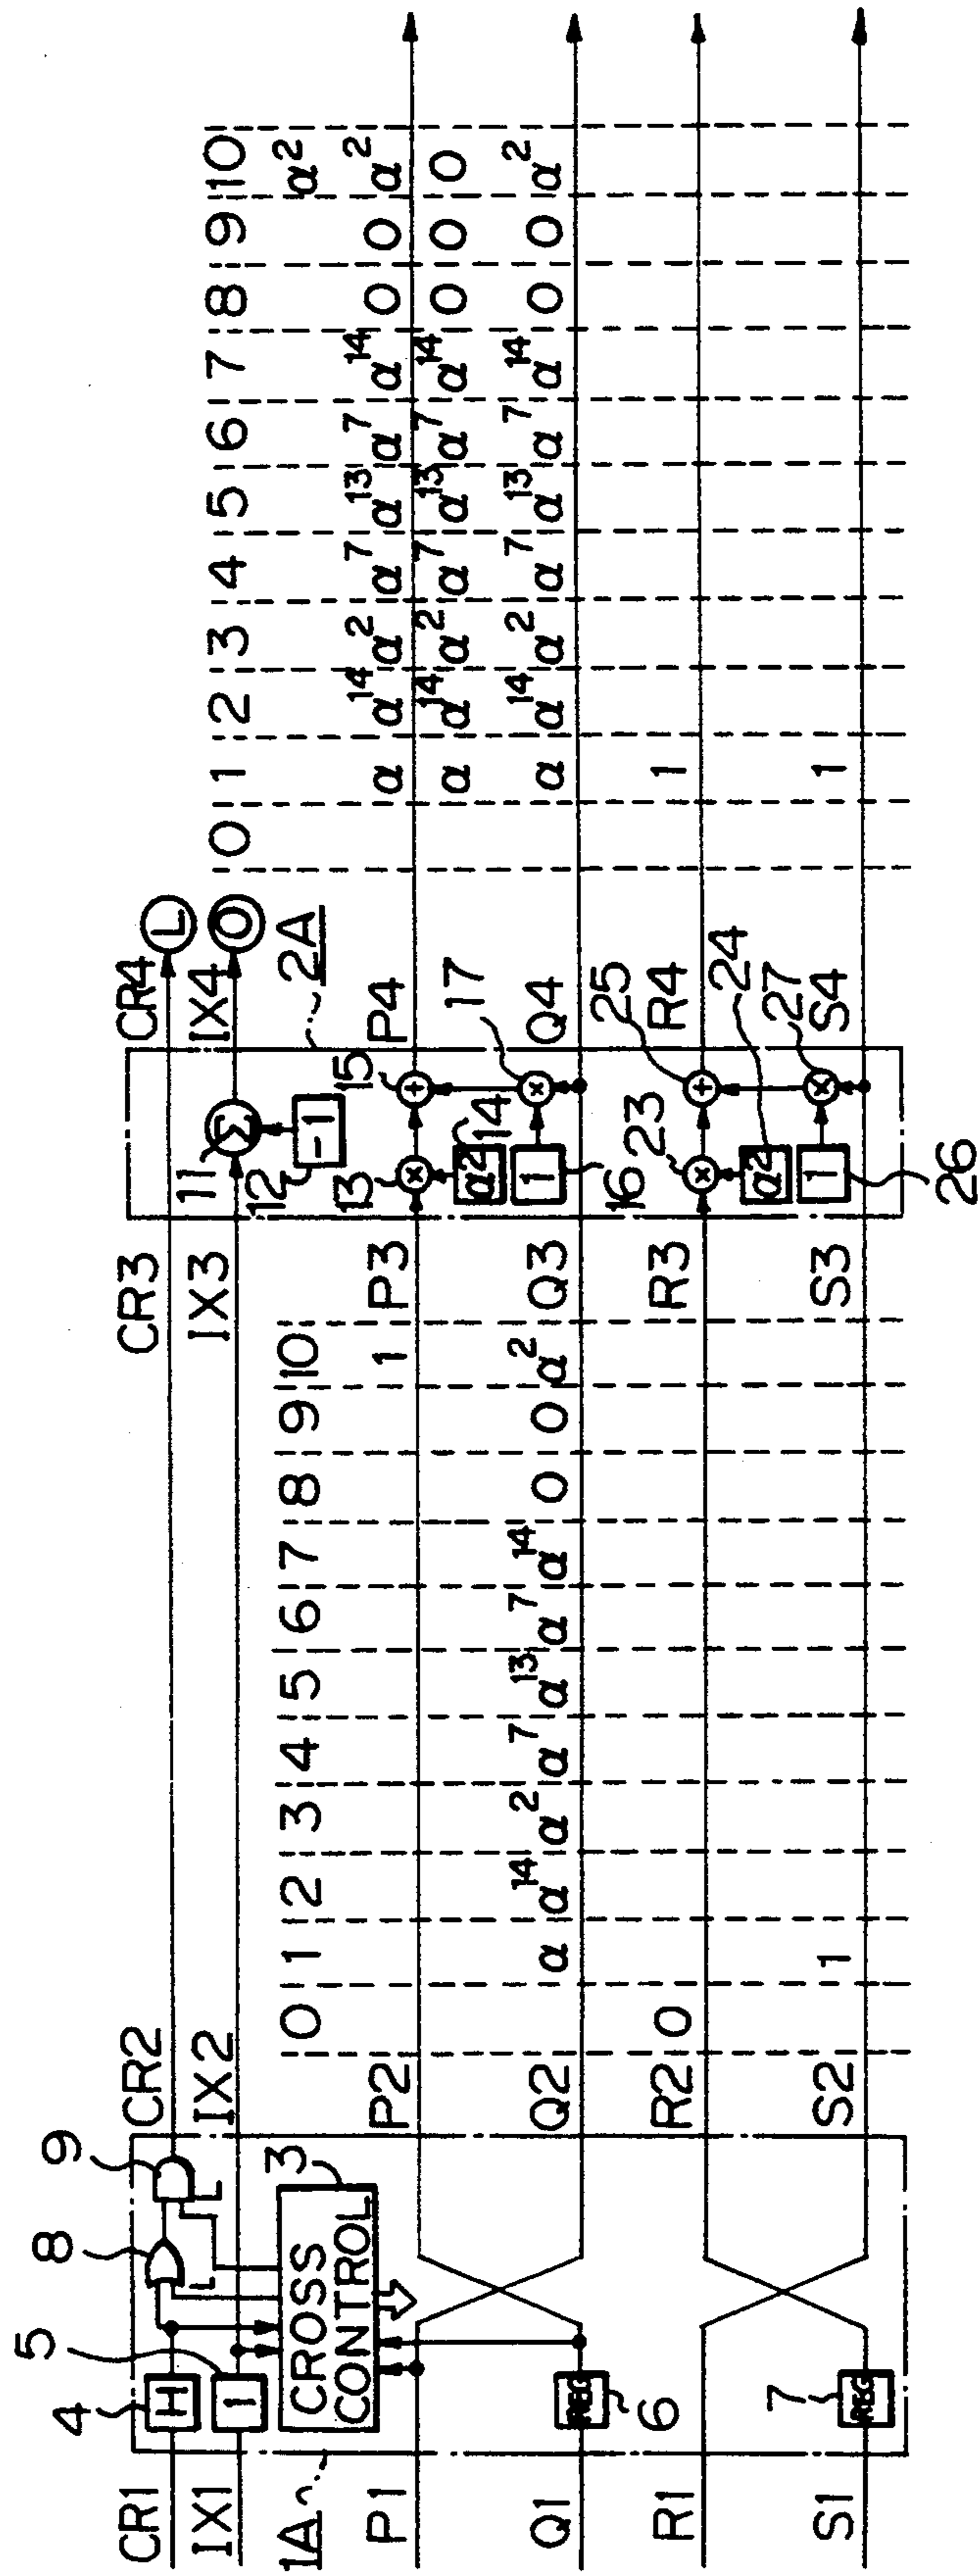 4 5 8 9
CR1 H L L CR2 CR3 CR4 L
IX1 1 IX2 IX3 11 Σ IX4 O 0 1 2 3 4 5 6 7 8 9 10
1A CROSS CONTROL 3 0 1 2 3 4 5 6 7 8 9 10 12 -1 2A α²
P1 P2 1 P3 13 × 15 + P4 α α¹⁴ α² α⁷ α¹³ α⁷ α¹⁴ 0 0 α²
α² 14 17 α α¹⁴ α² α⁷ α¹³ α⁷ α¹⁴ 0 0 0
Q1 REG Q2 α α¹⁴ α² α⁷ α¹³ α⁷ α¹⁴ 0 0 α² Q3 1 × Q4 α α¹⁴ α² α⁷ α¹³ α⁷ α¹⁴ 0 0 α²
6 16 23 25
R1 R2 0 R3 × + R4 1
7 α² 24 27
S1 REG S2 1 S3 1 × S4 1
26